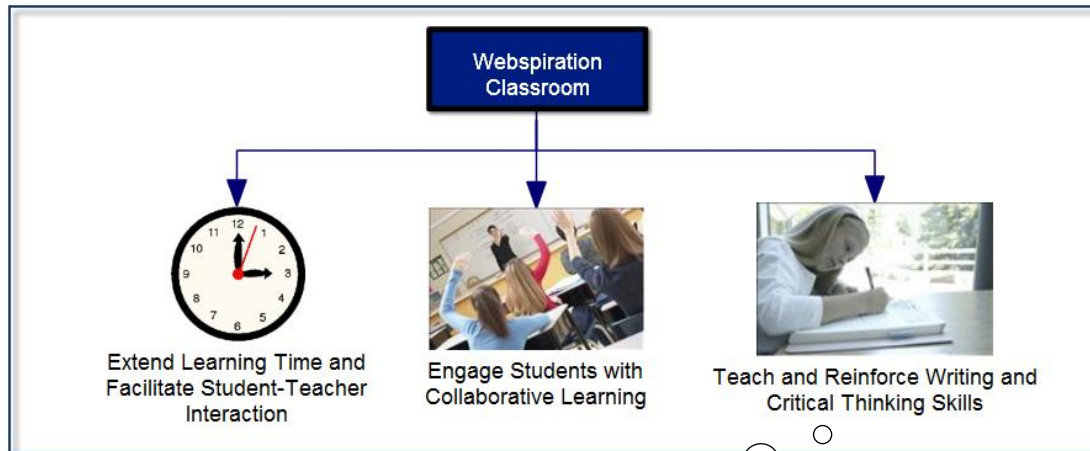 Webspiration
Classroom
12
1
2
3
4
5
6
7
8
9
10
11
Extend Learning Time and
Facilitate Student-Teacher
Interaction
Engage Students with
Collaborative Learning
Teach and Reinforce Writing and
Critical Thinking Skills